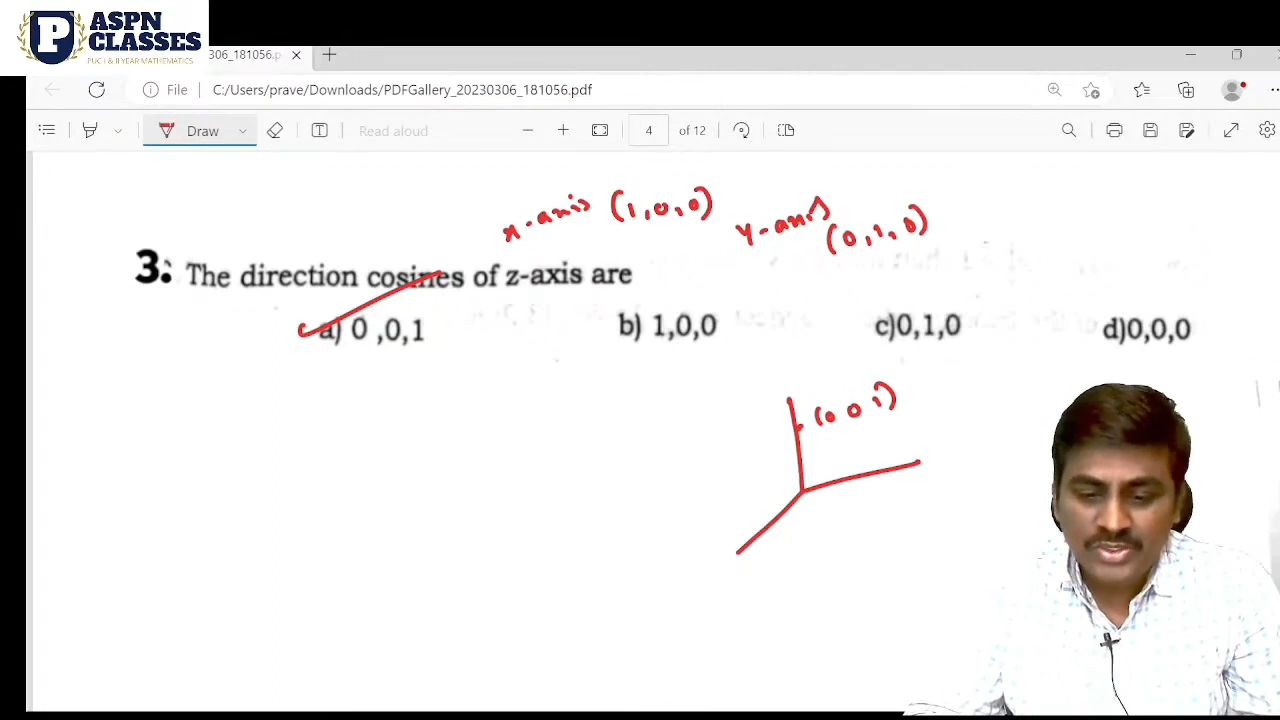 P ASPN
CLASSES
PUC I & II YEAR MATHEMATICS
306_181056.p
File C:/Users/prave/Downloads/PDFGallery_20230306_181056.pdf
Draw Read aloud 4 of 12
x-axis (1,0,0) y-axis (0,1,0)
3: The direction cosines of z-axis are
a) 0 ,0,1 b) 1,0,0 c)0,1,0 d)0,0,0
(0 0 1)